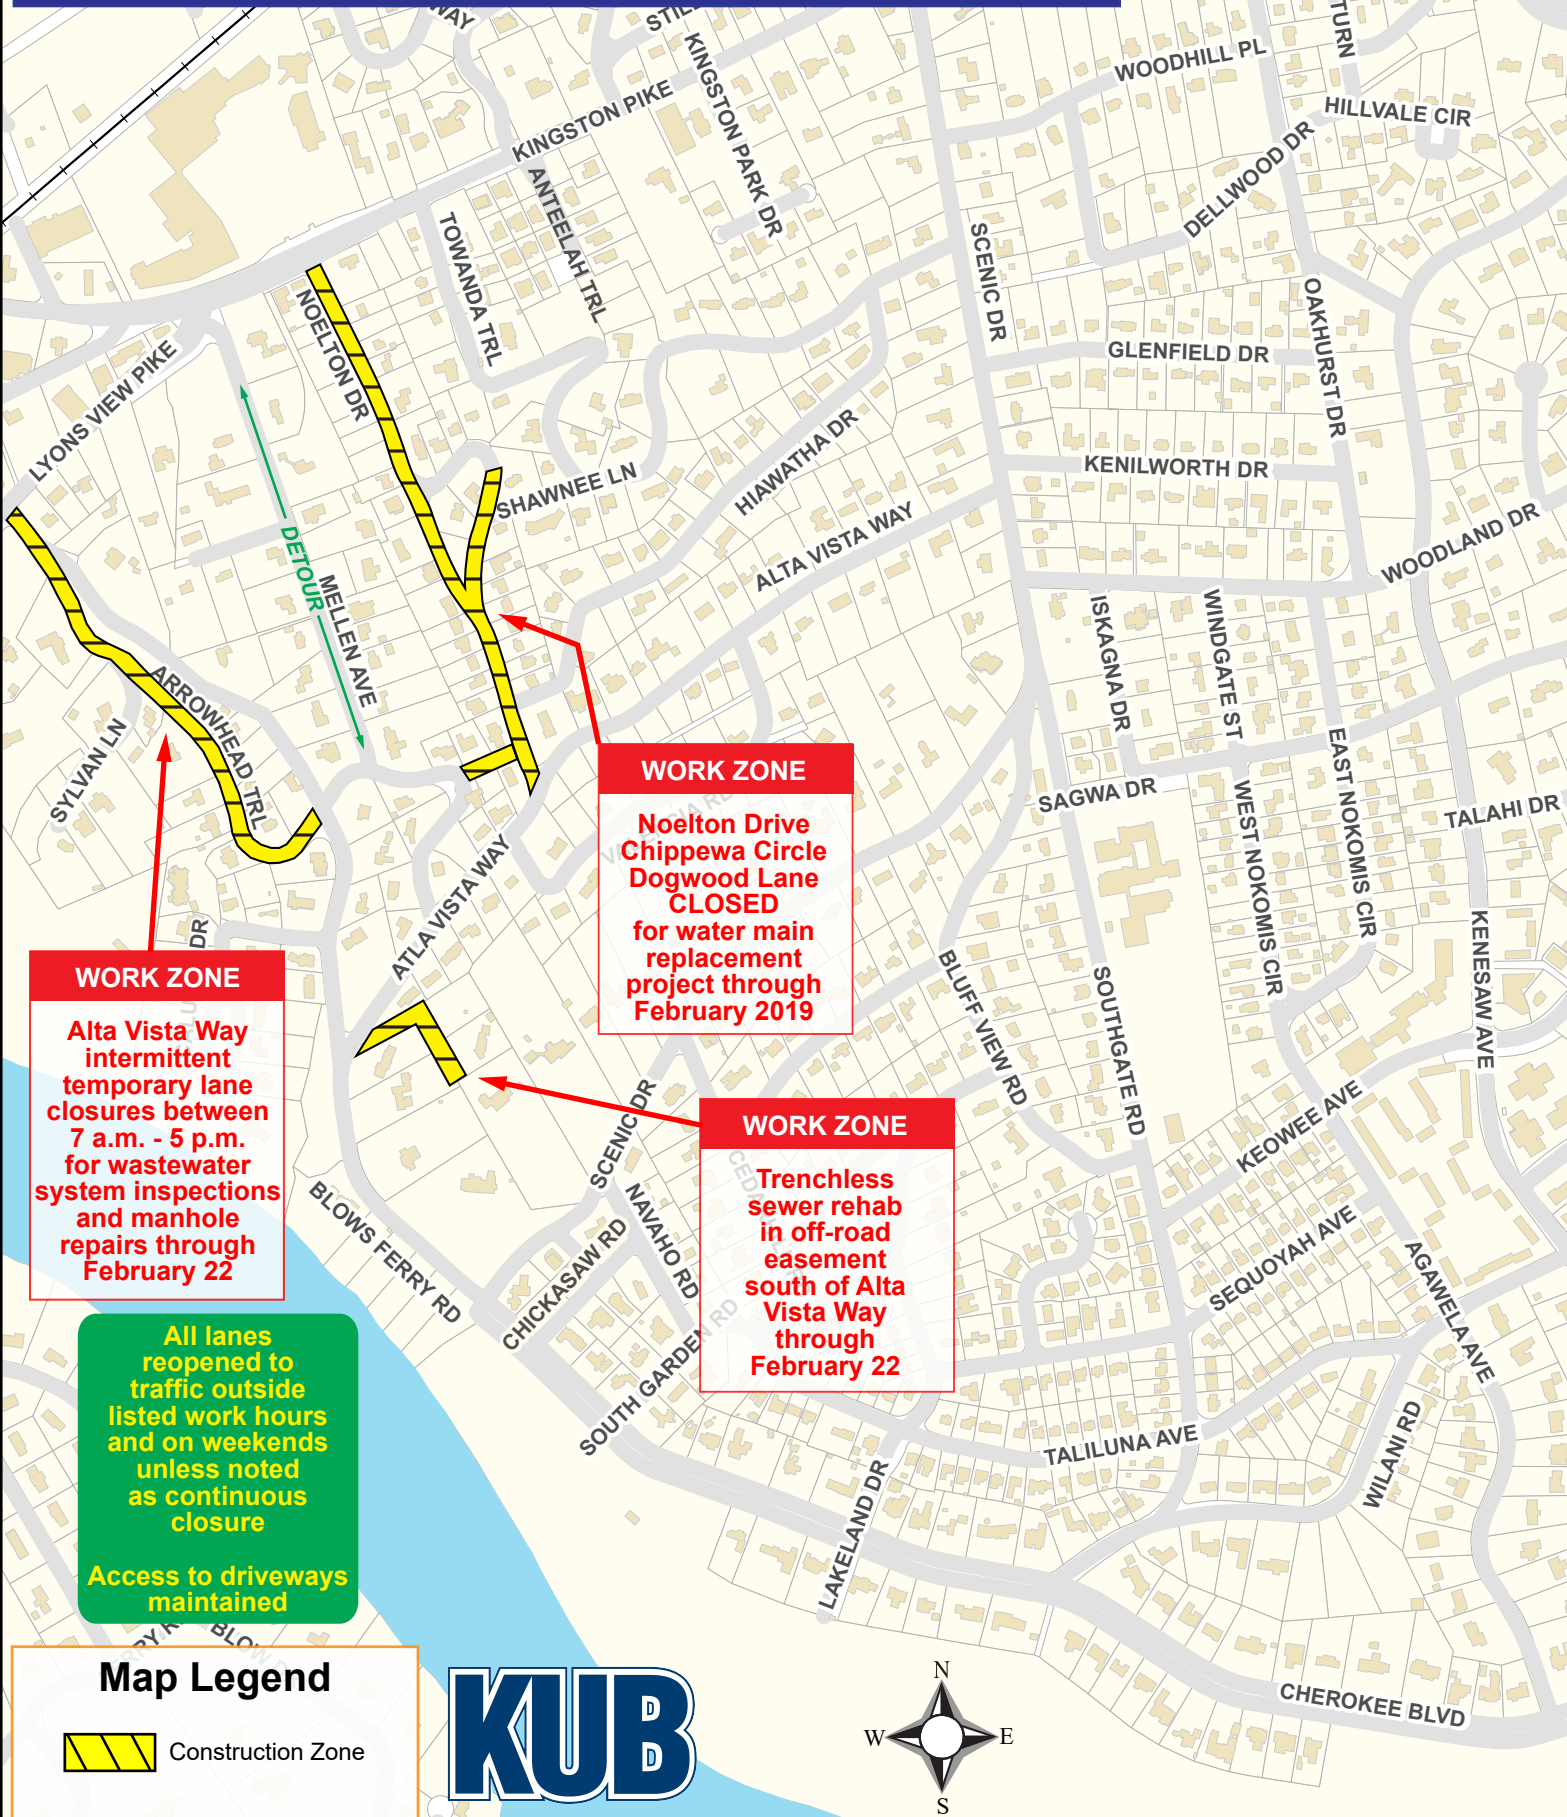 WAY
KINGSTON PIKE
KINGSTON PARK DR
WOODHILL PL
TURN
HILLVALE CIR
DELLWOOD DR
ANTEELAH TRL
TOWANDA TRL
SCENIC DR
OAKHURST DR
NOELTON DR
LYONS VIEW PIKE
GLENFIELD DR
KENILWORTH DR
SHAWNEE LN
HIAWATHA DR
ALTA VISTA WAY
WOODLAND DR
DETOUR
MELLEN AVE
ISKAGNA DR
WINDGATE ST
ARROWHEAD TRL
SYLVAN LN
EAST NOKOMIS CIR
SAGWA DR
WEST NOKOMIS CIR
TALAHI DR
WORK ZONE
Noelton Drive
Chippewa Circle
Dogwood Lane
CLOSED
for water main
replacement
project through
February 2019
ATLA VISTA WAY
DR
KENESAW AVE
BLUFF VIEW RD
SOUTHGATE RD
WORK ZONE
Alta Vista Way
intermittent
temporary lane
closures between
7 a.m. - 5 p.m.
for wastewater
system inspections
and manhole
repairs through
February 22
SCENIC DR
KEOWEE AVE
WORK ZONE
Trenchless
sewer rehab
in off-road
easement
south of Alta
Vista Way
through
February 22
NAVAHO RD
BLOWS FERRY RD
CHICKASAW RD
SEQUOYAH AVE
AGAWELA AVE
SOUTH GARDEN RD
All lanes
reopened to
traffic outside
listed work hours
and on weekends
unless noted
as continuous
closure
Access to driveways
maintained
TALILUNA AVE
WILANI RD
LAKELAND DR
CHEROKEE BLVD
Map Legend
Construction Zone
KUB
N
W
E
S